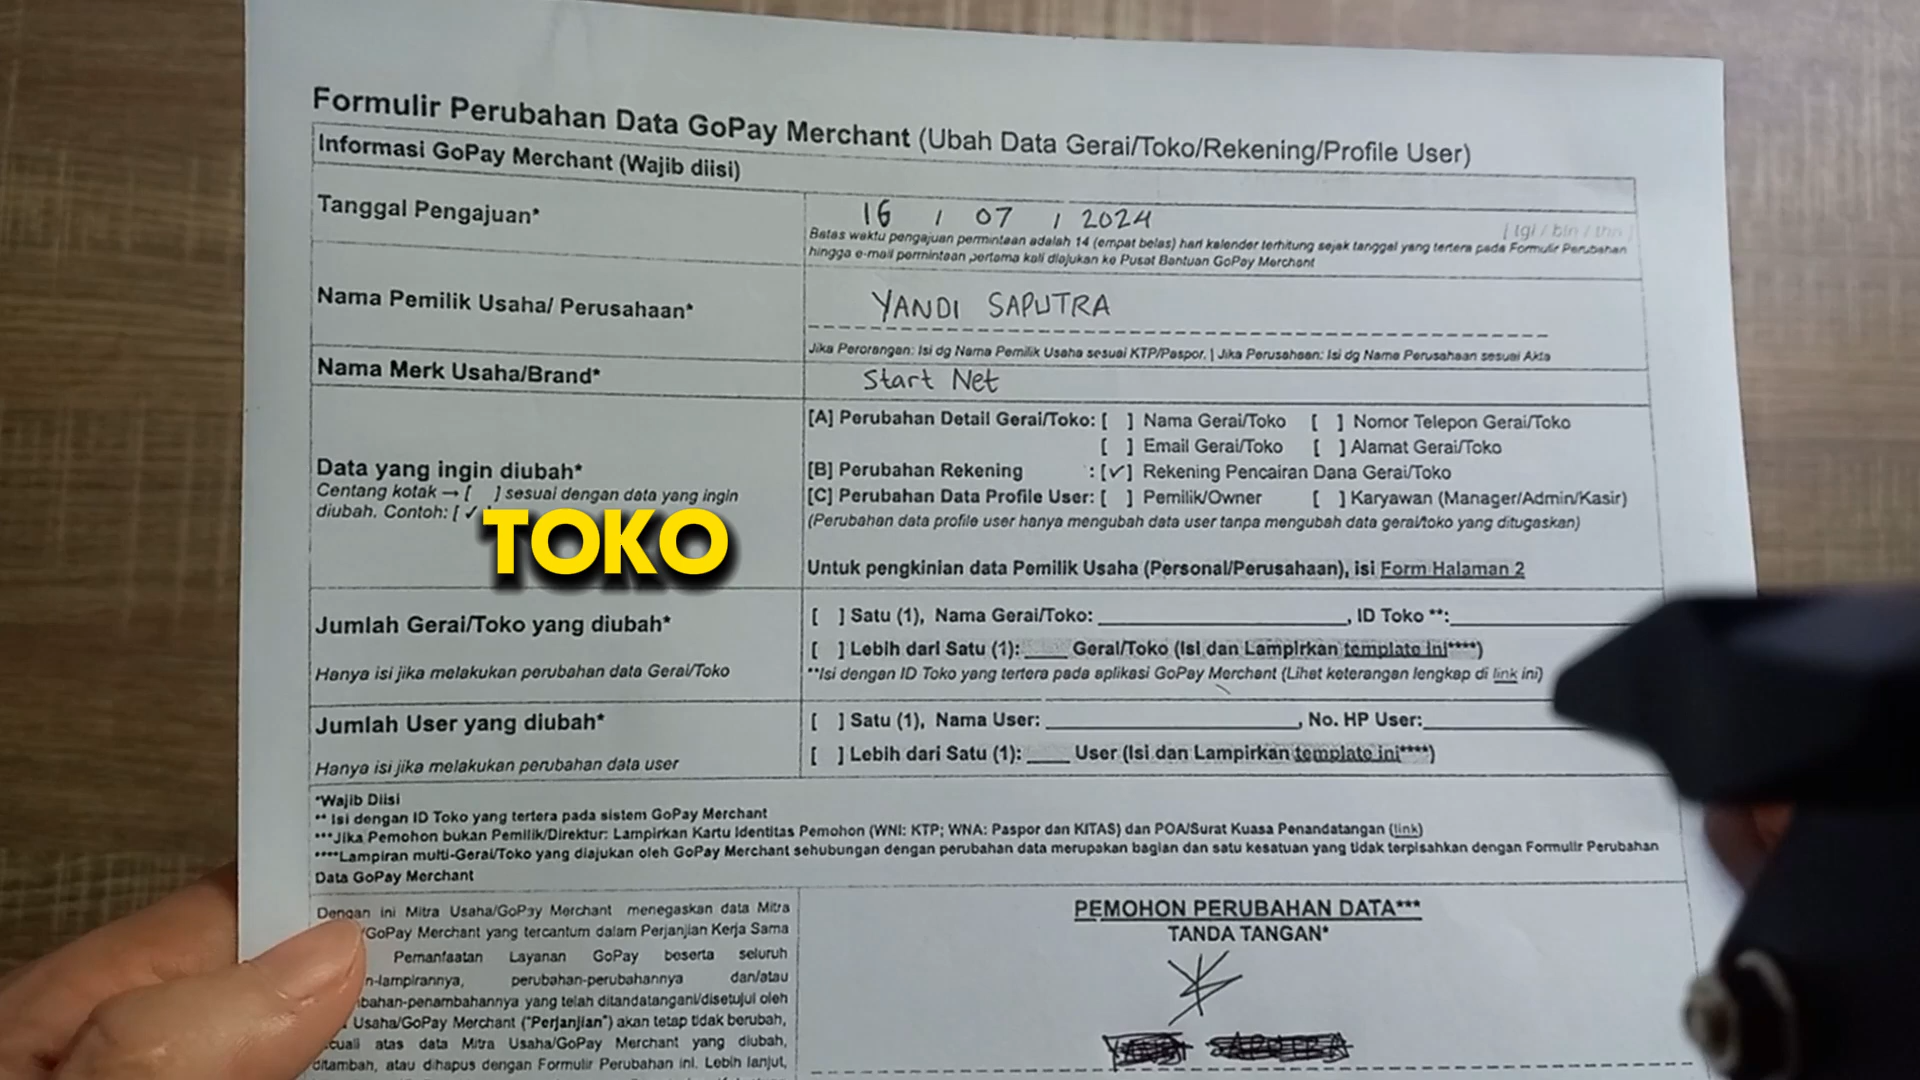 Formulir Perubahan Data GoPay Merchant (Ubah Data Gerai/Toko/Rekening/Profile User)
Informasi GoPay Merchant (Wajib diisi)
Tanggal Pengajuan*
16 / 07 / 2024
[ tgl / bln / thn ]
Batas waktu pengajuan permintaan adalah 14 (empat belas) hari kalender terhitung sejak tanggal yang tertera pada Formulir Perubahan
hingga e-mail permintaan pertama kali diajukan ke Pusat Bantuan GoPay Merchant
Nama Pemilik Usaha/ Perusahaan*
YANDI SAPUTRA
Jika Perorangan: Isi dg Nama Pemilik Usaha sesuai KTP/Paspor. | Jika Perusahaan: Isi dg Nama Perusahaan sesuai Akta
Nama Merk Usaha/Brand*
Start Net
Data yang ingin diubah*
Centang kotak → [ ] sesuai dengan data yang ingin
diubah. Contoh: [ ✓
[A] Perubahan Detail Gerai/Toko: [ ] Nama Gerai/Toko [ ] Nomor Telepon Gerai/Toko
[ ] Email Gerai/Toko [ ] Alamat Gerai/Toko
[B] Perubahan Rekening : [✓] Rekening Pencairan Dana Gerai/Toko
[C] Perubahan Data Profile User: [ ] Pemilik/Owner [ ] Karyawan (Manager/Admin/Kasir)
(Perubahan data profile user hanya mengubah data user tanpa mengubah data gerai/toko yang ditugaskan)
TOKO
Untuk pengkinian data Pemilik Usaha (Personal/Perusahaan), isi Form Halaman 2
Jumlah Gerai/Toko yang diubah*
Hanya isi jika melakukan perubahan data Gerai/Toko
[ ] Satu (1), Nama Gerai/Toko: ____________, ID Toko **:____________
[ ] Lebih dari Satu (1): ____ Gerai/Toko (Isi dan Lampirkan template ini****)
**Isi dengan ID Toko yang tertera pada aplikasi GoPay Merchant (Lihat keterangan lengkap di link ini)
Jumlah User yang diubah*
Hanya isi jika melakukan perubahan data user
[ ] Satu (1), Nama User: ____________, No. HP User:____________
[ ] Lebih dari Satu (1): ____ User (Isi dan Lampirkan template ini****)
*Wajib Diisi
** Isi dengan ID Toko yang tertera pada sistem GoPay Merchant
***Jika Pemohon bukan Pemilik/Direktur: Lampirkan Kartu Identitas Pemohon (WNI: KTP; WNA: Paspor dan KITAS) dan POA/Surat Kuasa Penandatangan (link)
****Lampiran multi-Gerai/Toko yang diajukan oleh GoPay Merchant sehubungan dengan perubahan data merupakan bagian dan satu kesatuan yang tidak terpisahkan dengan Formulir Perubahan
Data GoPay Merchant
Dengan ini Mitra Usaha/GoPay Merchant menegaskan data Mitra
/GoPay Merchant yang tercantum dalam Perjanjian Kerja Sama
Pemanfaatan Layanan GoPay beserta seluruh
n-lampirannya, perubahan-perubahannya dan/atau
bahan-penambahannya yang telah ditandatangani/disetujui oleh
Usaha/GoPay Merchant ("Perjanjian") akan tetap tidak berubah,
cuali atas data Mitra Usaha/GoPay Merchant yang diubah,
ditambah, atau dihapus dengan Formulir Perubahan ini. Lebih lanjut,
PEMOHON PERUBAHAN DATA***
TANDA TANGAN*